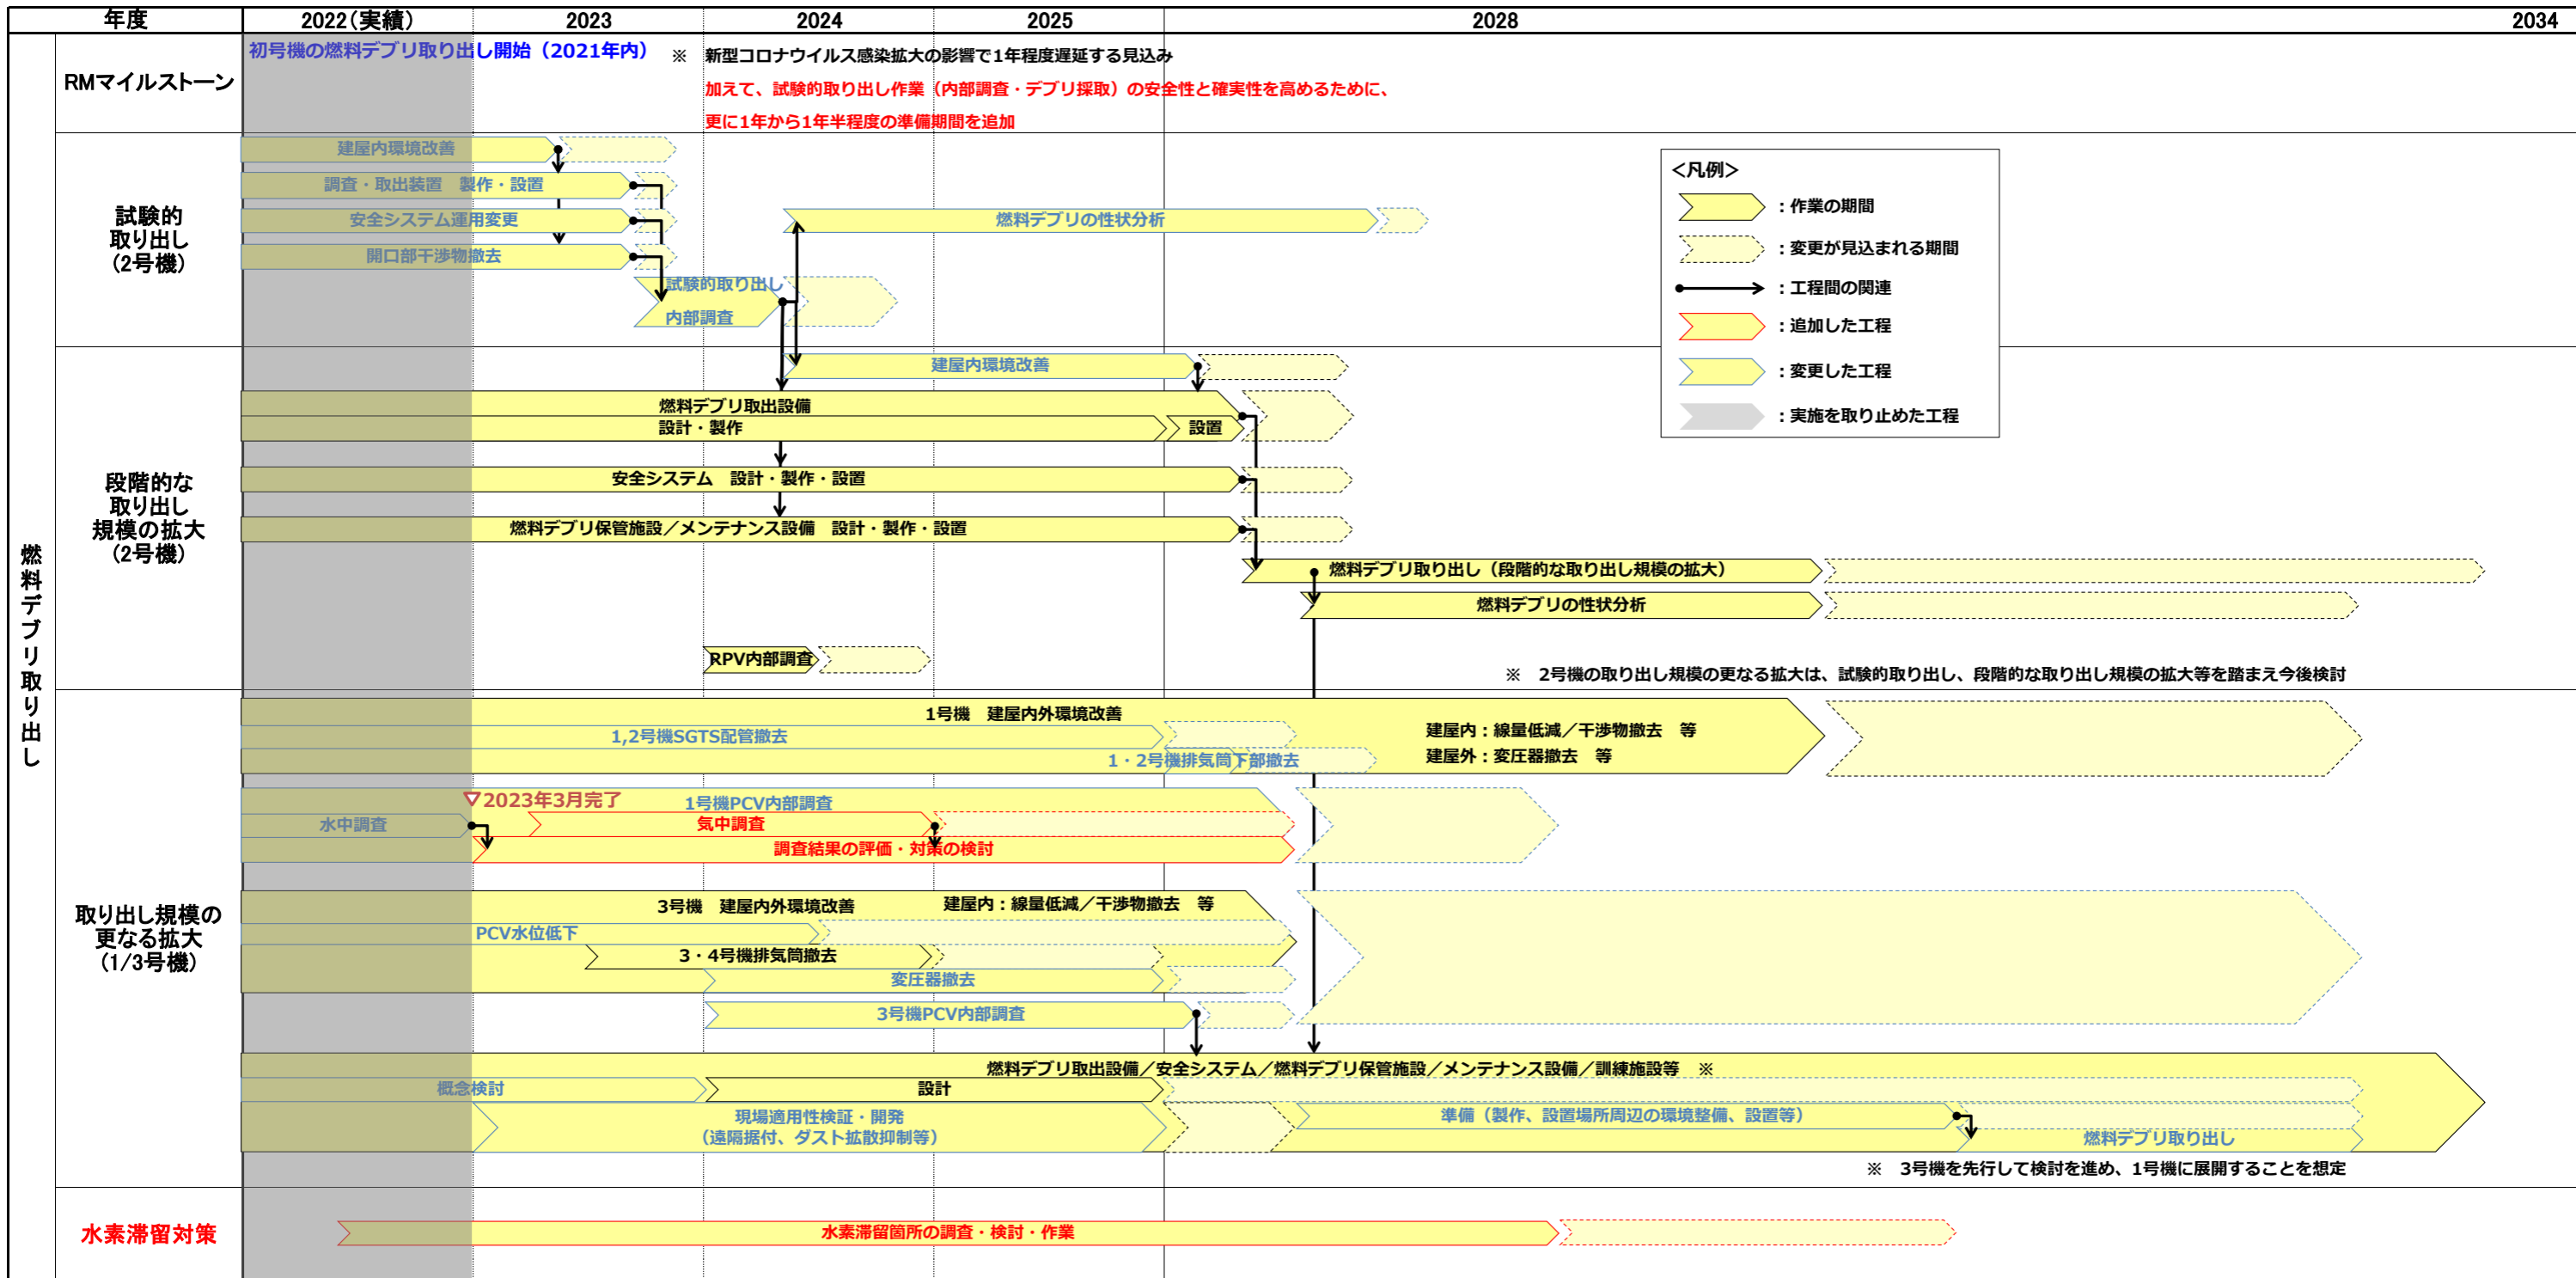 年度
2022（実績）
2023
2024
2025
2028
2034
燃料デブリ取り出し
RMマイルストーン
初号機の燃料デブリ取り出し開始（2021年内）
※　新型コロナウイルス感染拡大の影響で1年程度遅延する見込み
加えて、試験的取り出し作業（内部調査・デブリ採取）の安全性と確実性を高めるために、
更に1年から1年半程度の準備期間を追加
試験的
取り出し
（2号機）
建屋内環境改善
調査・取出装置　製作・設置
安全システム運用変更
開口部干渉物撤去
試験的取り出し
内部調査
燃料デブリの性状分析
＜凡例＞
：作業の期間
：変更が見込まれる期間
：工程間の関連
：追加した工程
：変更した工程
：実施を取り止めた工程
段階的な
取り出し
規模の拡大
（2号機）
建屋内環境改善
燃料デブリ取出設備
設計・製作
設置
安全システム　設計・製作・設置
燃料デブリ保管施設／メンテナンス設備　設計・製作・設置
燃料デブリ取り出し（段階的な取り出し規模の拡大）
燃料デブリの性状分析
RPV内部調査
※　2号機の取り出し規模の更なる拡大は、試験的取り出し、段階的な取り出し規模の拡大等を踏まえ今後検討
取り出し規模の
更なる拡大
（1/3号機）
1号機　建屋内外環境改善
1,2号機SGTS配管撤去
1・2号機排気筒下部撤去
建屋内：線量低減／干渉物撤去　等
建屋外：変圧器撤去　等
▽2023年3月完了
1号機PCV内部調査
水中調査
気中調査
調査結果の評価・対策の検討
3号機　建屋内外環境改善
建屋内：線量低減／干渉物撤去　等
PCV水位低下
3・4号機排気筒撤去
変圧器撤去
3号機PCV内部調査
燃料デブリ取出設備／安全システム／燃料デブリ保管施設／メンテナンス設備／訓練施設等　※
概念検討
設計
現場適用性検証・開発
（遠隔据付、ダスト拡散抑制等）
準備（製作、設置場所周辺の環境整備、設置等）
燃料デブリ取り出し
※　3号機を先行して検討を進め、1号機に展開することを想定
水素滞留対策
水素滞留箇所の調査・検討・作業